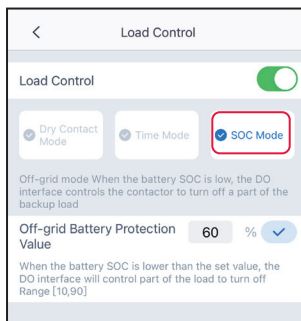 Load Control
Load Control
Dry Contact
Mode
Time Mode
SOC Mode
Off-grid mode When the battery SOC is low, the DO
interface controls the contactor to turn off a part of the
backup load
Off-grid Battery Protection
Value
60 %
When the battery SOC is lower than the set value, the
DO interface will control part of the load to turn off
Range [10,90]